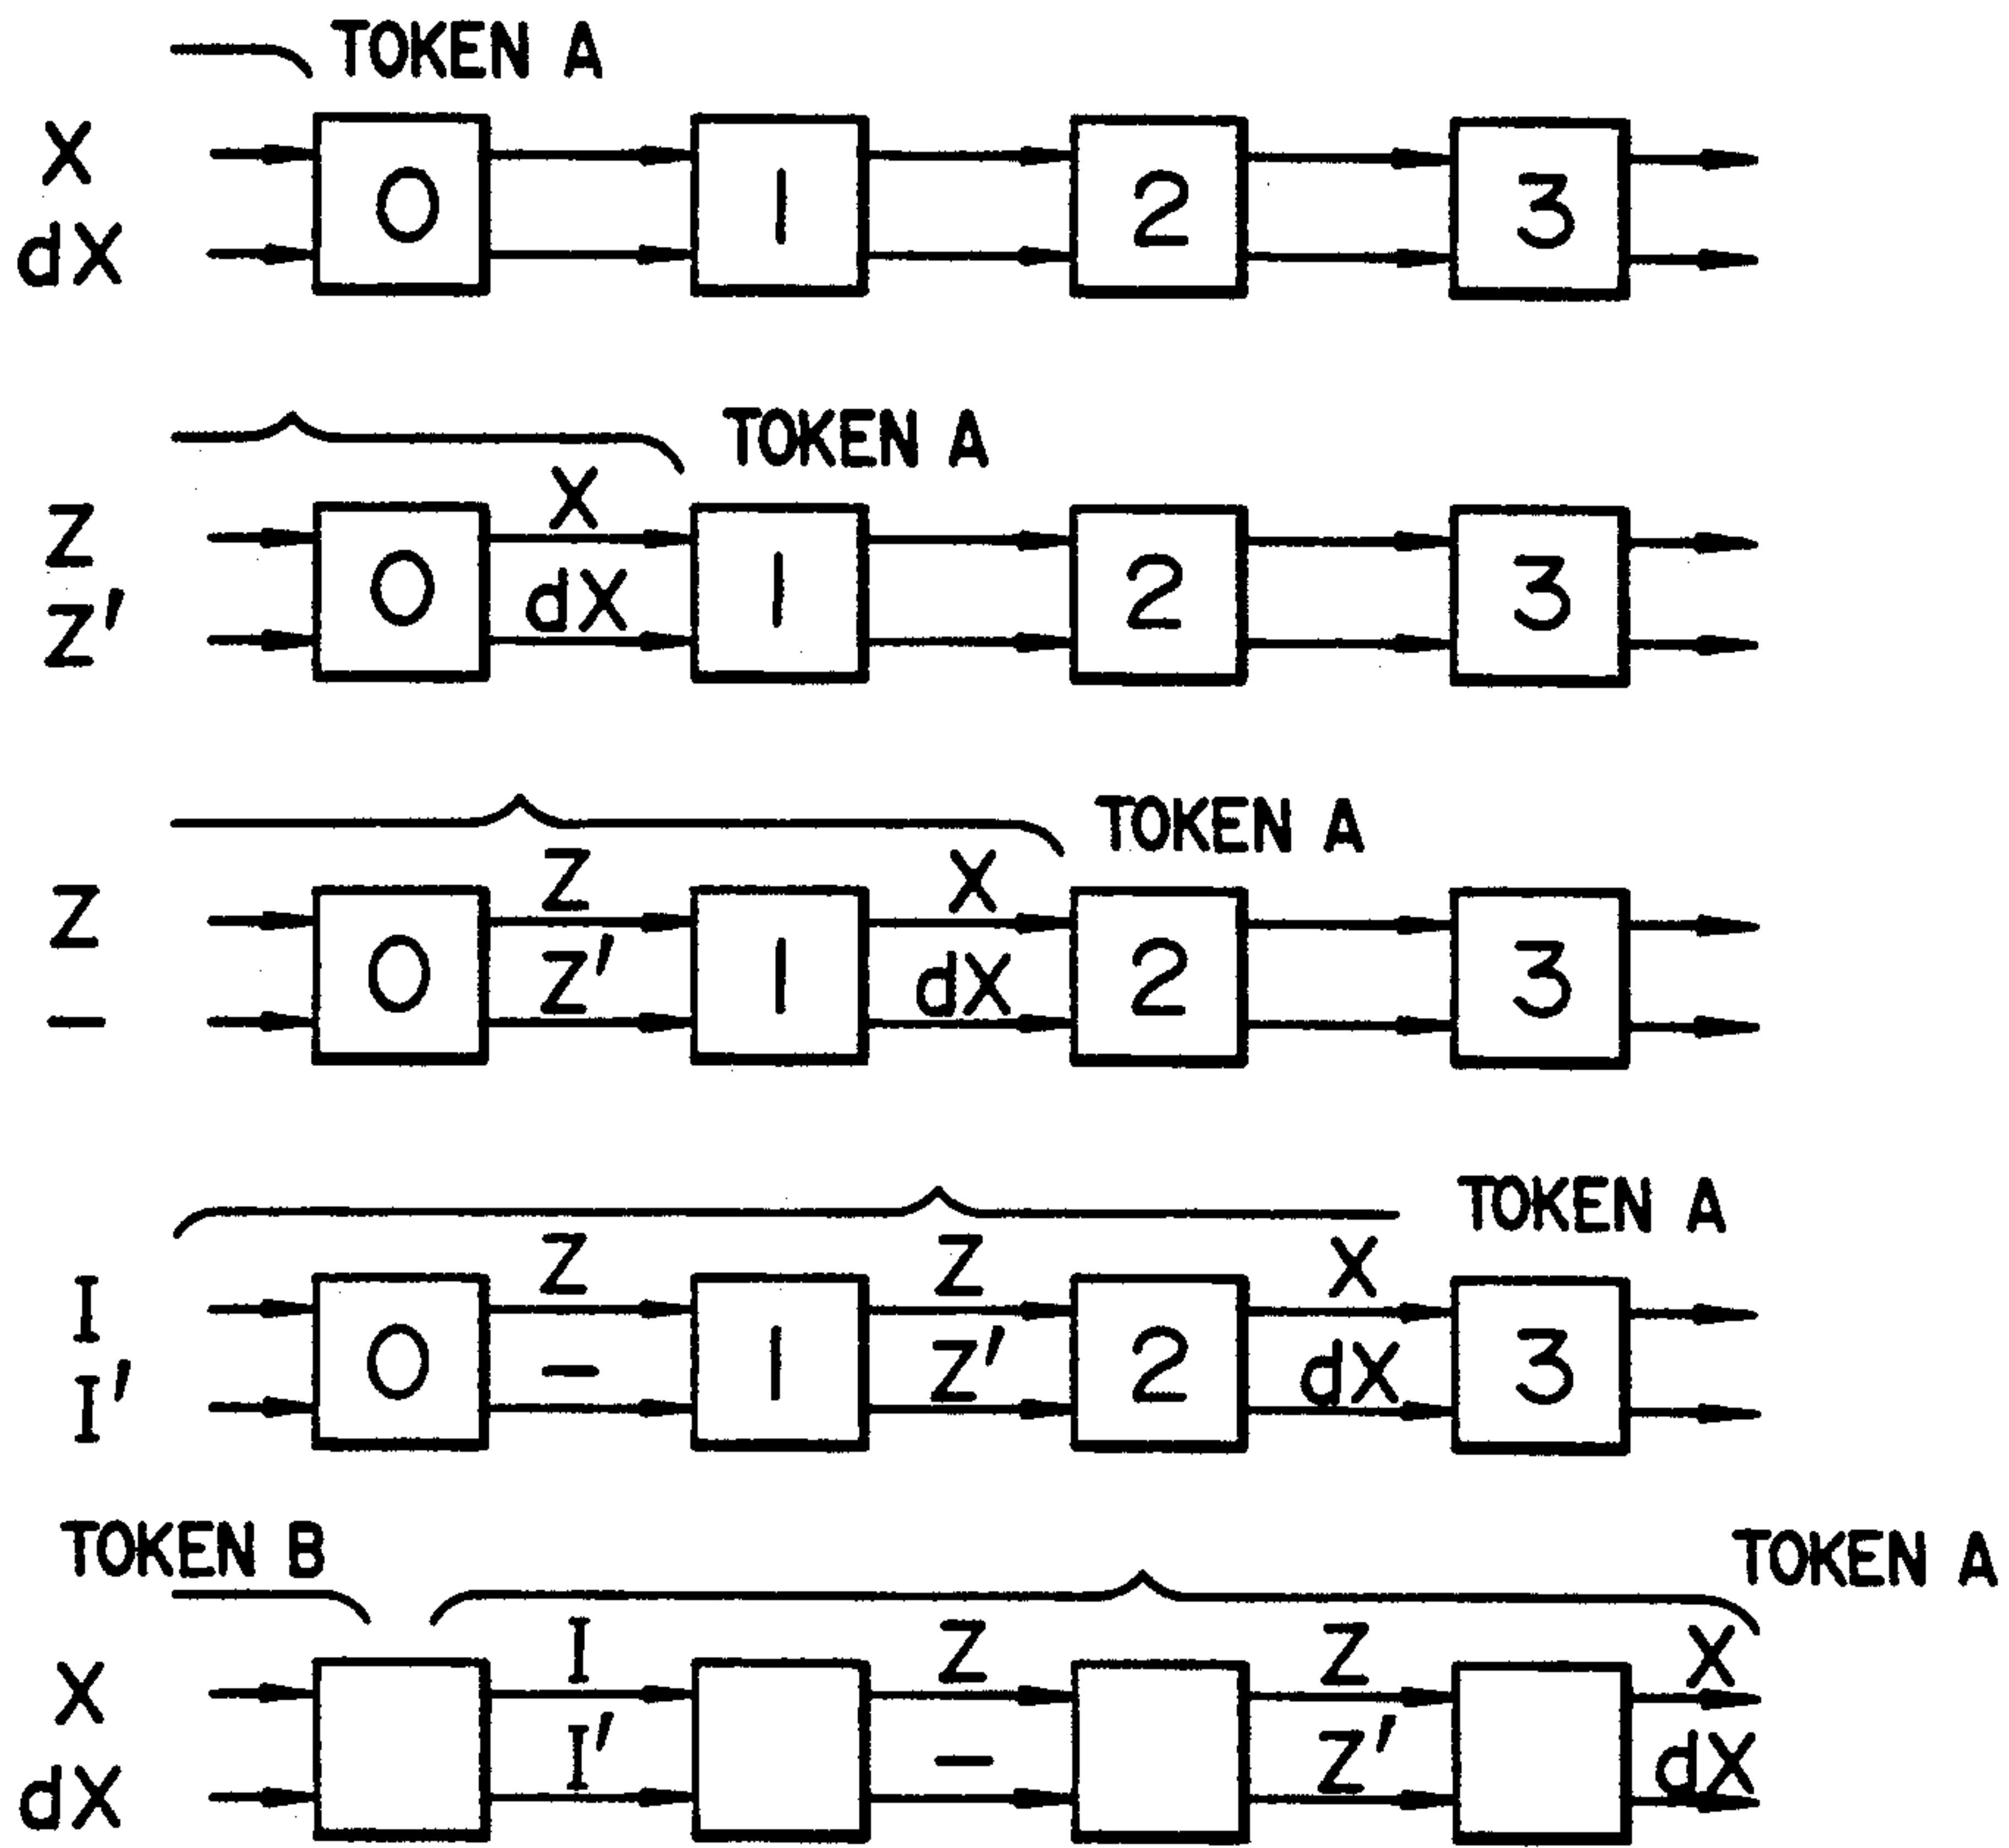 TOKEN A
X
0 1 2 3
dX
TOKEN A
Z X
0 1 2 3
Z' dX
TOKEN A
Z Z X
0 1 2 3
- Z' dX
TOKEN A
I Z Z X
0 1 2 3
I' - Z' dX
TOKEN B TOKEN A
X I Z Z X
dX I' - Z' dX